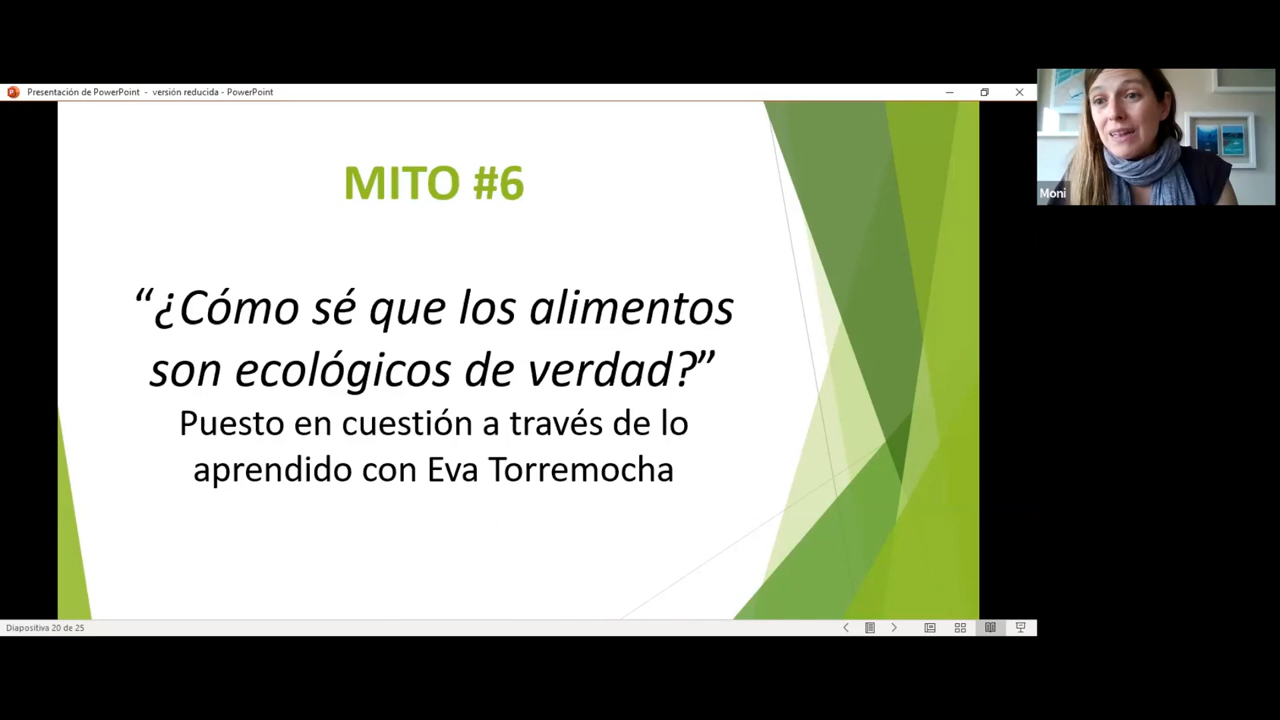 Presentación de PowerPoint - versión reducida - PowerPoint
MITO #6
“¿Cómo sé que los alimentos
son ecológicos de verdad?”
Puesto en cuestión a través de lo
aprendido con Eva Torremocha
Moni
Diapositiva 20 de 25